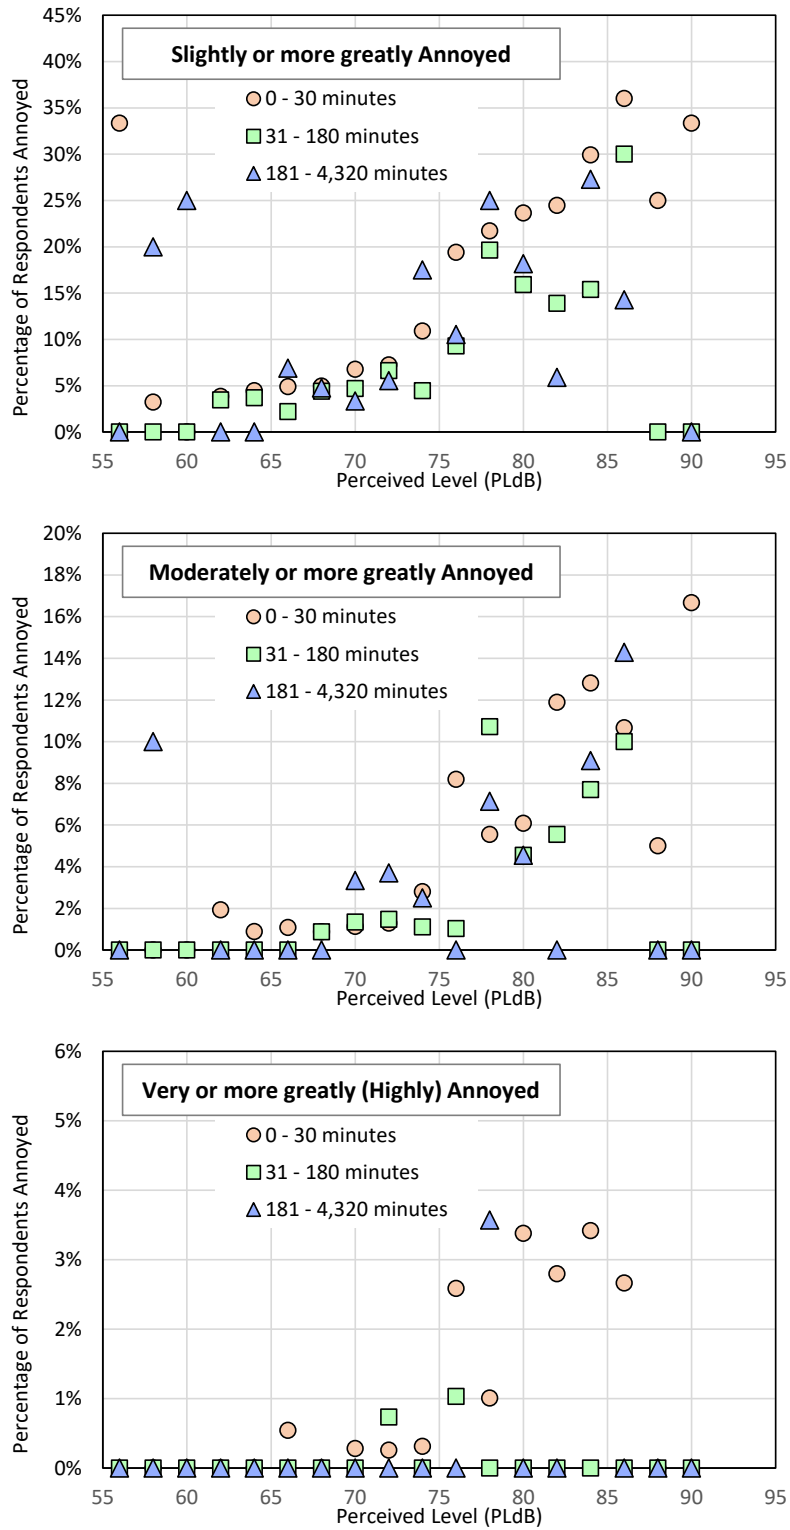 45%
40%
35%
30%
25%
20%
15%
10%
5%
0%
Percentage of Respondents Annoyed
Slightly or more greatly Annoyed
0 - 30 minutes
31 - 180 minutes
181 - 4,320 minutes
55 60 65 70 75 80 85 90 95
Perceived Level (PLdB)
20%
18%
16%
14%
12%
10%
8%
6%
4%
2%
0%
Percentage of Respondents Annoyed
Moderately or more greatly Annoyed
0 - 30 minutes
31 - 180 minutes
181 - 4,320 minutes
55 60 65 70 75 80 85 90 95
Perceived Level (PLdB)
6%
5%
4%
3%
2%
1%
0%
Percentage of Respondents Annoyed
Very or more greatly (Highly) Annoyed
0 - 30 minutes
31 - 180 minutes
181 - 4,320 minutes
55 60 65 70 75 80 85 90 95
Perceived Level (PLdB)